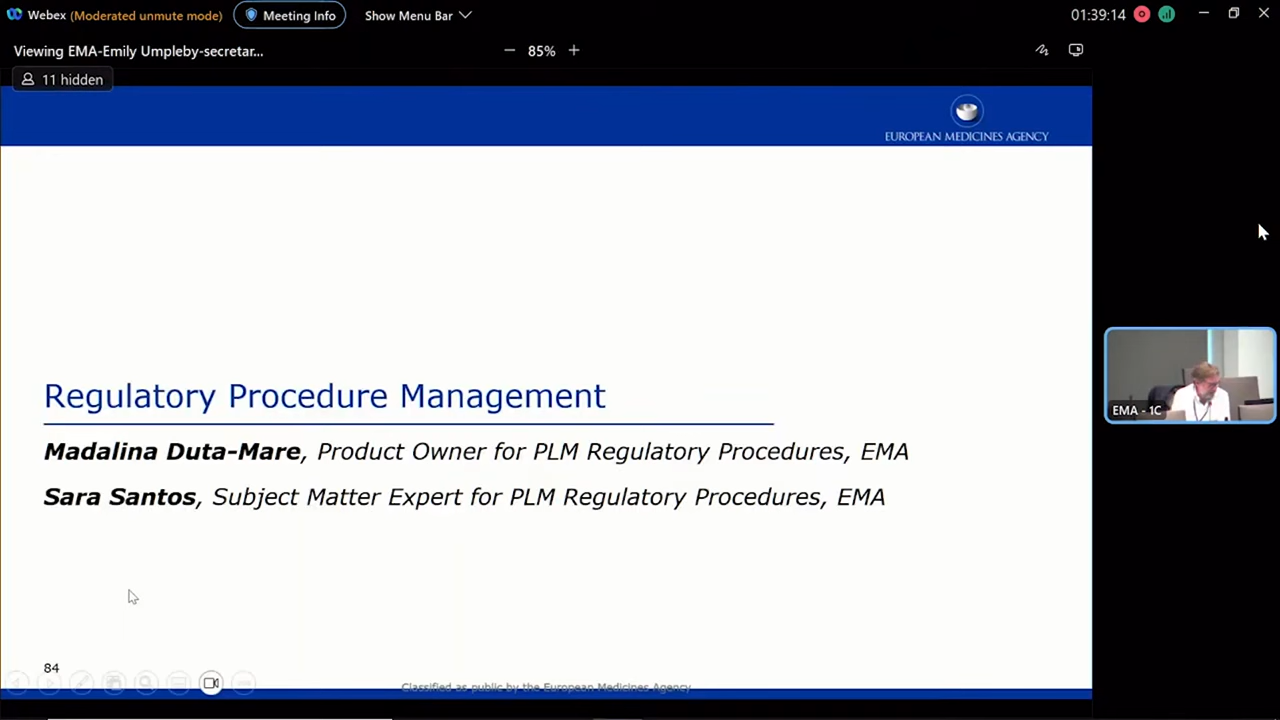 Webex (Moderated unmute mode) Meeting Info Show Menu Bar 01:39:14
Viewing EMA-Emily Umpleby-secretar... 85%
11 hidden
EUROPEAN MEDICINES AGENCY
Regulatory Procedure Management
Madalina Duta-Mare, Product Owner for PLM Regulatory Procedures, EMA
Sara Santos, Subject Matter Expert for PLM Regulatory Procedures, EMA
EMA - 1C
84
Classified as public by the European Medicines Agency